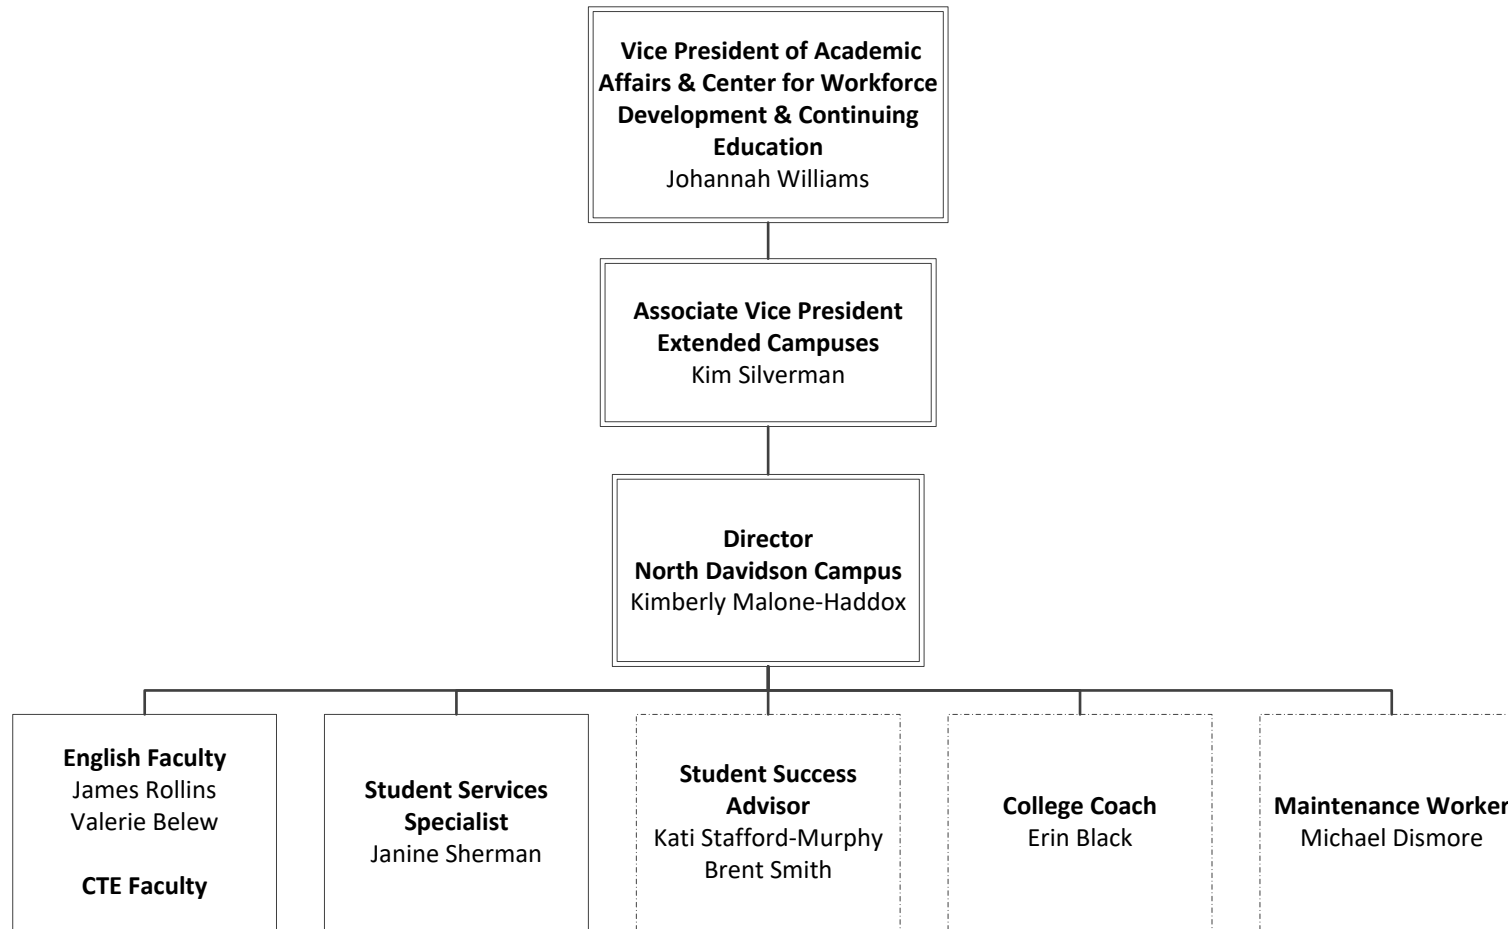 Vice President of Academic
Affairs & Center for Workforce
Development & Continuing
Education
Johannah Williams
Associate Vice President
Extended Campuses
Kim Silverman
Director
North Davidson Campus
Kimberly Malone-Haddox
English Faculty
James Rollins
Valerie Belew
CTE Faculty
Student Services
Specialist
Janine Sherman
Student Success
Advisor
Kati Stafford-Murphy
Brent Smith
College Coach
Erin Black
Maintenance Worker
Michael Dismore